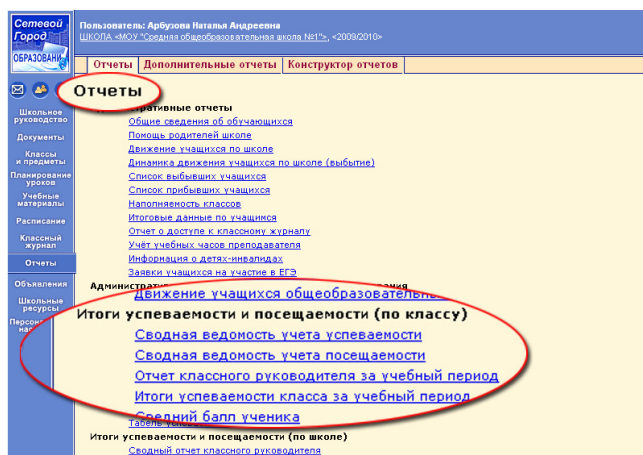 Сетевой
Город
ОБРАЗОВАНИ
Пользователь: Арбузова Наталья Андреевна
ШКОЛА «МОУ "Средняя общеобразовательная школа №1"», <2009/2010>
Отчеты
Дополнительные отчеты
Конструктор отчетов
Отчеты
Школьное
руководство
Документы
Классы
и предметы
Планирование
уроков
Учебные
материалы
Расписание
Классный
журнал
Отчеты
Объявления
Школьные
ресурсы
отчеты
Общие сведения об обучающихся
Помощь родителей школе
Движение учащихся по школе
Динамика движения учащихся по школе (выбытие)
Список выбывших учащихся
Список прибывших учащихся
Наполняемость классов
Итоговые данные по учащимся
Отчет о доступе к классному журналу
Учёт учебных часов преподавателя
Информация о детях-инвалидах
Заявки учащихся на участие в ЕГЭ
Движение учащихся
Итоги успеваемости и посещаемости (по классу)
Сводная ведомость учета успеваемости
Сводная ведомость учета посещаемости
Отчет классного руководителя за учебный период
Итоги успеваемости класса за учебный период
Средний балл ученика
Табель
Итоги успеваемости и посещаемости (по школе)
Сводный отчет классного руководителя